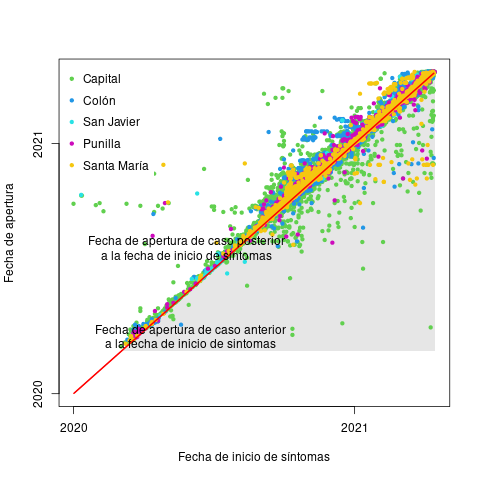 Capital
Colón
San Javier
Punilla
Santa María
Fecha de apertura de caso posterior
a la fecha de inicio de síntomas
Fecha de apertura de caso anterior
a la fecha de inicio de sintomas
Fecha de apertura
2021
2020
2020
2021
Fecha de inicio de síntomas